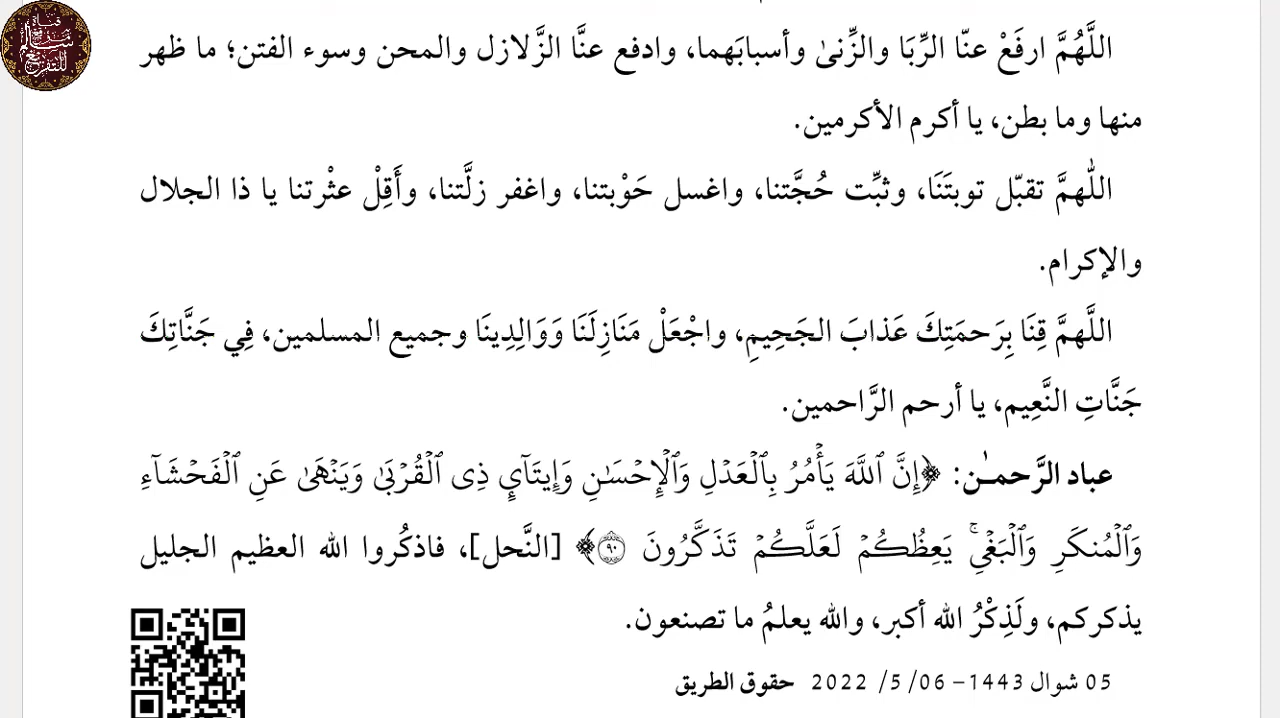 قناة
سالم
للتفريغ
اللَّهُمَّ ارفَعْ عنّا الرِّبَا والزِّنىٰ وأسبابَهما، وادفع عنَّا الزَّلازل والمحن وسوء الفتن؛ ما ظهر
منها وما بطن، يا أكرم الأكرمين.
اللّٰهمَّ تقبّل توبتَنَا، وثبِّت حُجَّتنا، واغسل حَوْبتنا، واغفر زلَّتنا، وأَقِلْ عثْرتنا يا ذا الجلال
والإكرام.
اللَّهمَّ قِنَا بِرَحمَتِكَ عَذابَ الجَحِيمِ، واجْعَلْ مَنَازِلَنَا وَوَالِدِينَا وجميع المسلمين، فِي جَنَّاتِكَ
جَنَّاتِ النَّعِيم، يا أرحم الرَّاحمين.
عباد الرَّحمـٰن: ﴿إِنَّ ٱللَّهَ يَأۡمُرُ بِٱلۡعَدۡلِ وَٱلۡإِحۡسَٰنِ وَإِيتَآيِٕ ذِى ٱلۡقُرۡبَىٰ وَيَنۡهَىٰ عَنِ ٱلۡفَحۡشَآءِ
وَٱلۡمُنكَرِ وَٱلۡبَغۡيِۚ يَعِظُكُمۡ لَعَلَّكُمۡ تَذَكَّرُونَ ٩٠﴾ [النَّحل]، فاذكُروا الله العظيم الجليل
يذكركم، ولَذِكْرُ الله أكبر، والله يعلمُ ما تصنعون.
05 شوال 1443– 06/ 5/ 2022 حقوق الطريق